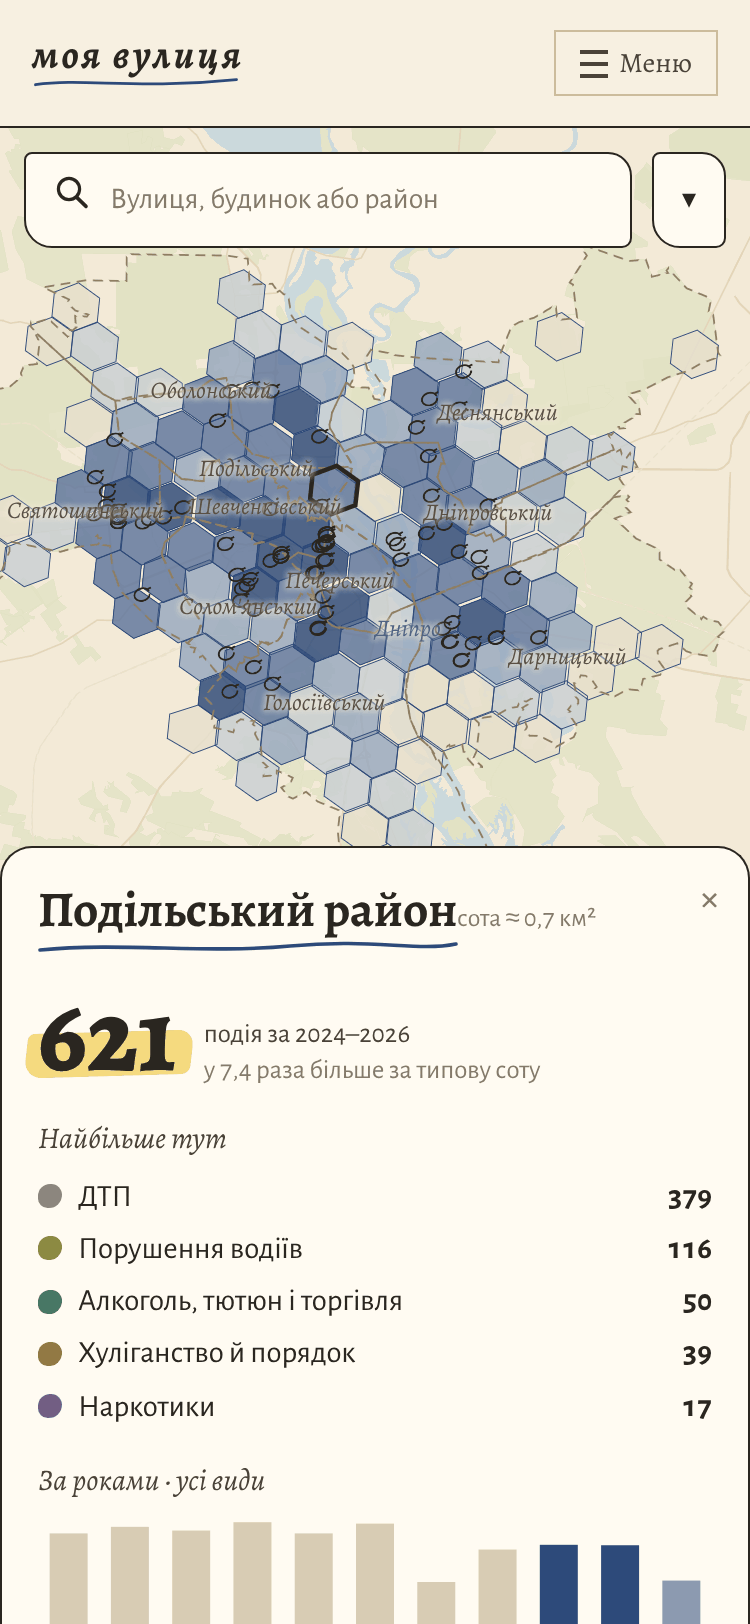 моя вулиця
Меню
Вулиця, будинок або район
▼
Оболонський
Деснянський
Подільський
Святошинський
Шевченківський
Дніпровський
Печерський
Солом'янський
Дніпро
Дарницький
Голосіївський
Подільський район сота ≈ 0,7 км²
×
621 подія за 2024–2026
у 7,4 раза більше за типову соту
Найбільше тут
ДТП 379
Порушення водіїв 116
Алкоголь, тютюн і торгівля 50
Хуліганство й порядок 39
Наркотики 17
За роками · усі види